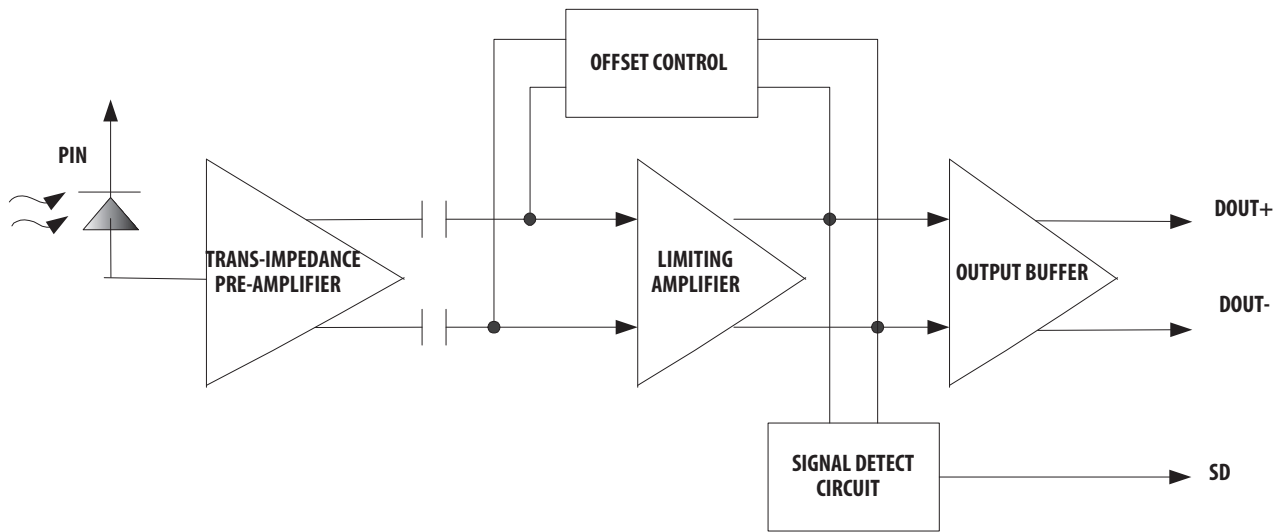 OFFSET CONTROL
PIN
TRANS-IMPEDANCE
PRE-AMPLIFIER
LIMITING
AMPLIFIER
OUTPUT BUFFER
DOUT+
DOUT-
SIGNAL DETECT
CIRCUIT
SD